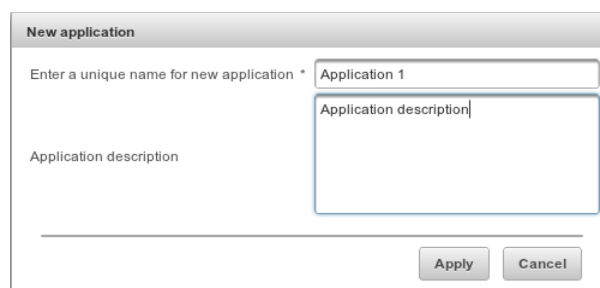 New application
Enter a unique name for new application * Application 1
Application description
Application description
Apply Cancel